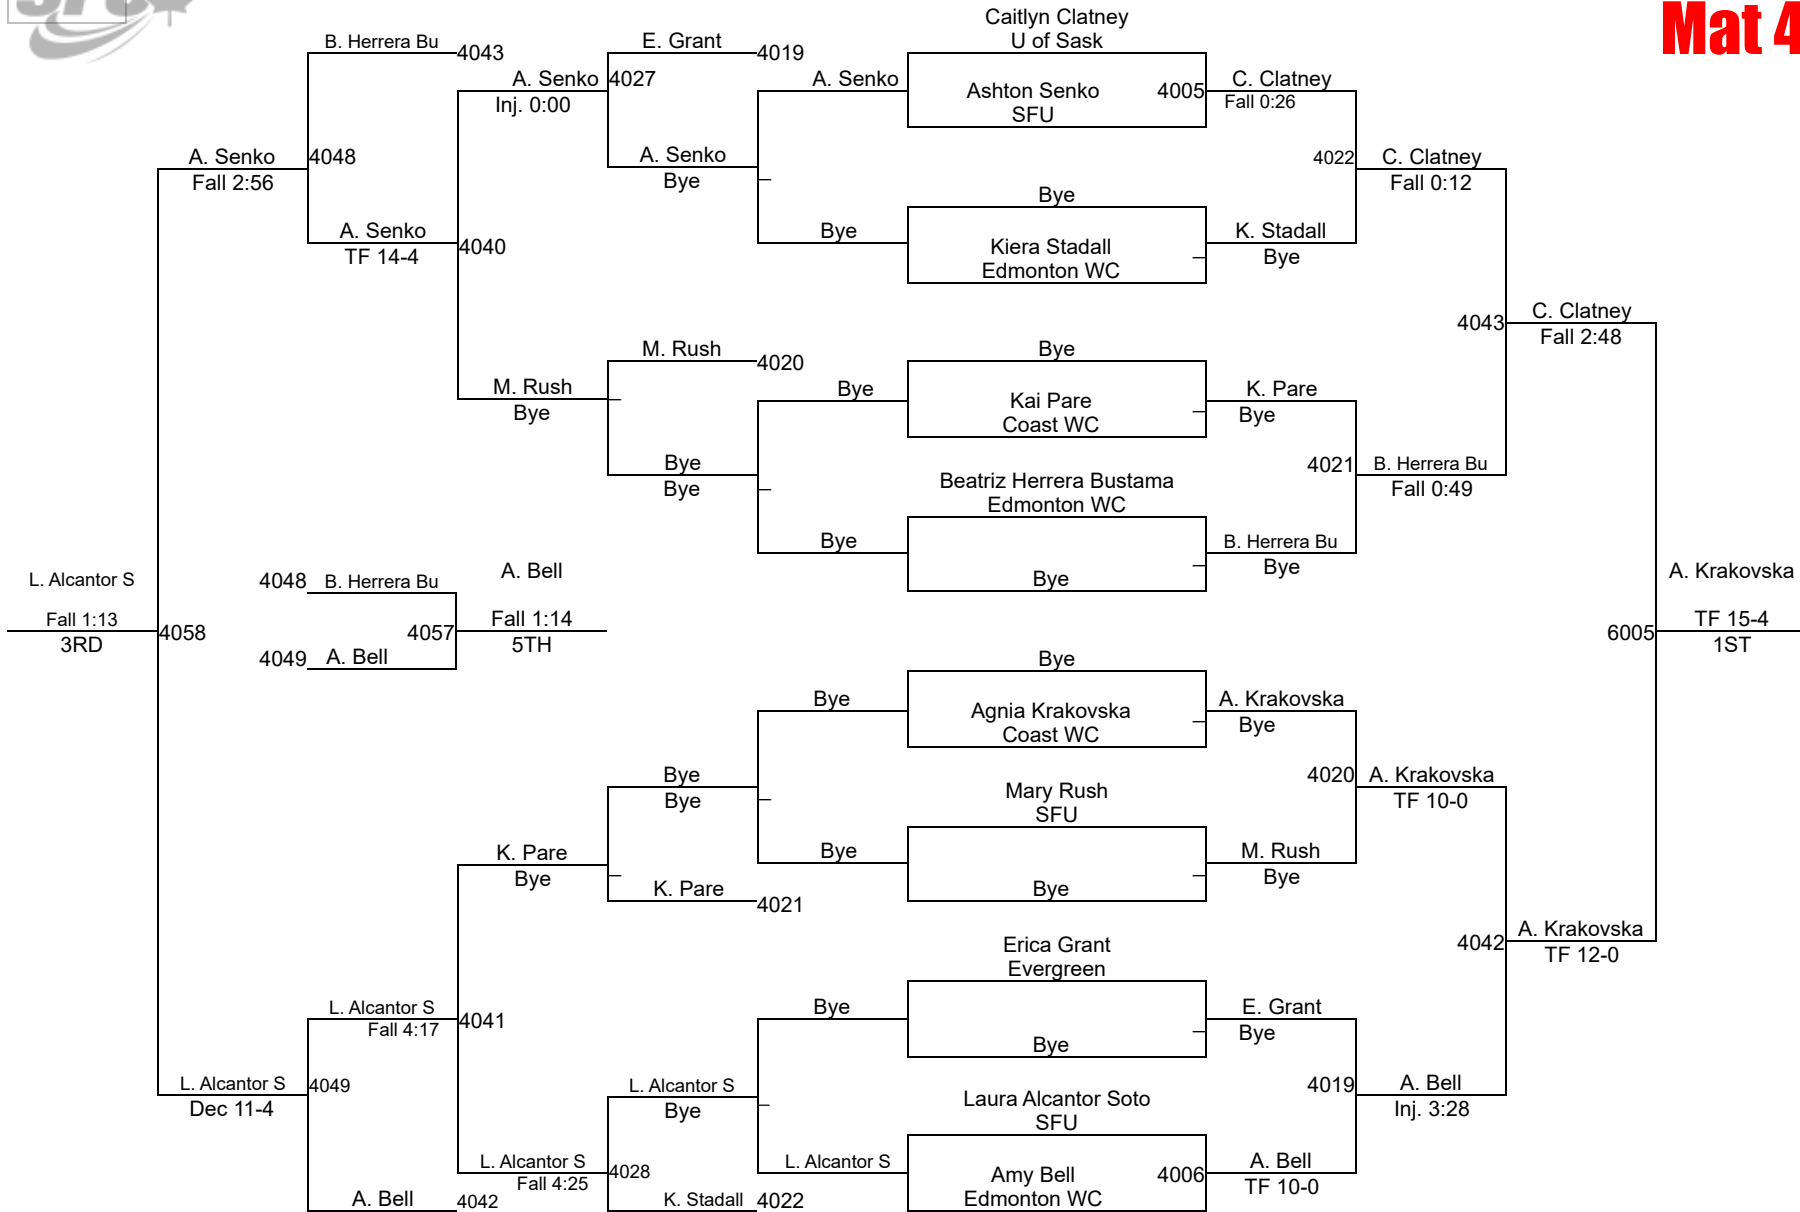 Mat 4
Caitlyn Clatney
U of Sask
B. Herrera Bu 4043
E. Grant 4019
A. Senko 4027
Inj. 0:00
A. Senko
Ashton Senko 4005
SFU
C. Clatney
Fall 0:26
A. Senko 4048
Fall 2:56
A. Senko
Bye
4022 C. Clatney
Fall 0:12
Bye
A. Senko
TF 14-4
4040
Bye
Kiera Stadall
Edmonton WC
K. Stadall
Bye
4043 C. Clatney
Fall 2:48
M. Rush 4020
Bye
M. Rush
Bye
Bye
Kai Pare
Coast WC
K. Pare
Bye
Bye
Bye
4021 B. Herrera Bu
Fall 0:49
Beatriz Herrera Bustama
Edmonton WC
Bye
B. Herrera Bu
Bye
Bye
L. Alcantor S
Fall 1:13
3RD
4058
4048 B. Herrera Bu
4049 A. Bell
4057
A. Bell
Fall 1:14
5TH
A. Krakovska
6005 TF 15-4
1ST
Bye
Bye
Agnia Krakovska
Coast WC
A. Krakovska
Bye
Bye
Bye
4020 A. Krakovska
TF 10-0
Mary Rush
SFU
Bye
M. Rush
Bye
Bye
K. Pare
Bye
K. Pare 4021
4042 A. Krakovska
TF 12-0
Erica Grant
Evergreen
Bye
E. Grant
Bye
Bye
L. Alcantor S
Fall 4:17
4041
L. Alcantor S 4049
Dec 11-4
L. Alcantor S
Bye
4019 A. Bell
Inj. 3:28
Laura Alcantor Soto
SFU
L. Alcantor S
Fall 4:25
4028
L. Alcantor S
Amy Bell 4006
Edmonton WC
A. Bell
TF 10-0
A. Bell 4042
K. Stadall 4022